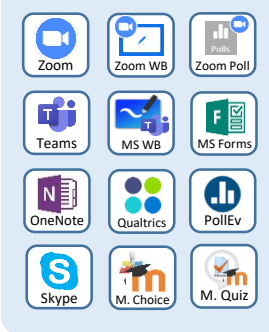 Zoom
Zoom WB
Polls
Zoom Poll
Teams
MS WB
MS Forms
OneNote
Qualtrics
PollEv
Skype
M. Choice
M. Quiz